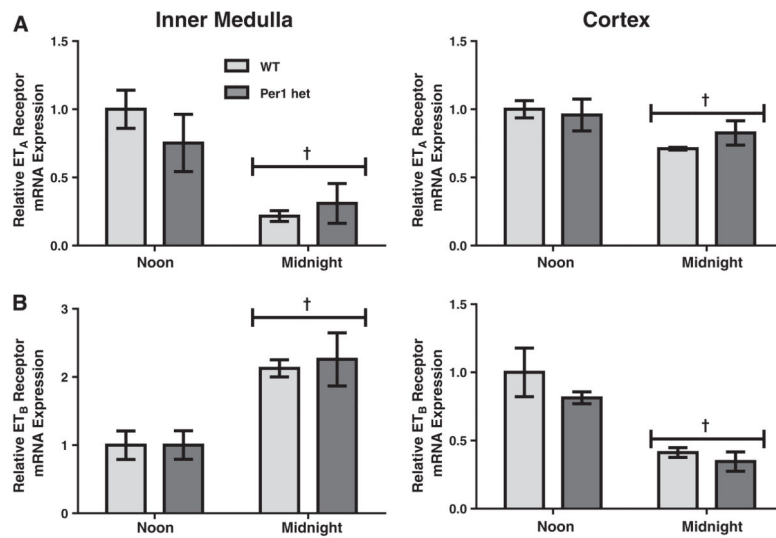 A
Inner Medulla
Cortex
Relative ETA Receptor
mRNA Expression
1.5
1.0
0.5
0.0
WT
Per1 het
†
Noon
Midnight
Relative ETA Receptor
mRNA Expression
1.5
1.0
0.5
0.0
†
Noon
Midnight
B
Relative ETB Receptor
mRNA Expression
3
2
1
0
†
Noon
Midnight
Relative ETB Receptor
mRNA Expression
1.5
1.0
0.5
0.0
†
Noon
Midnight